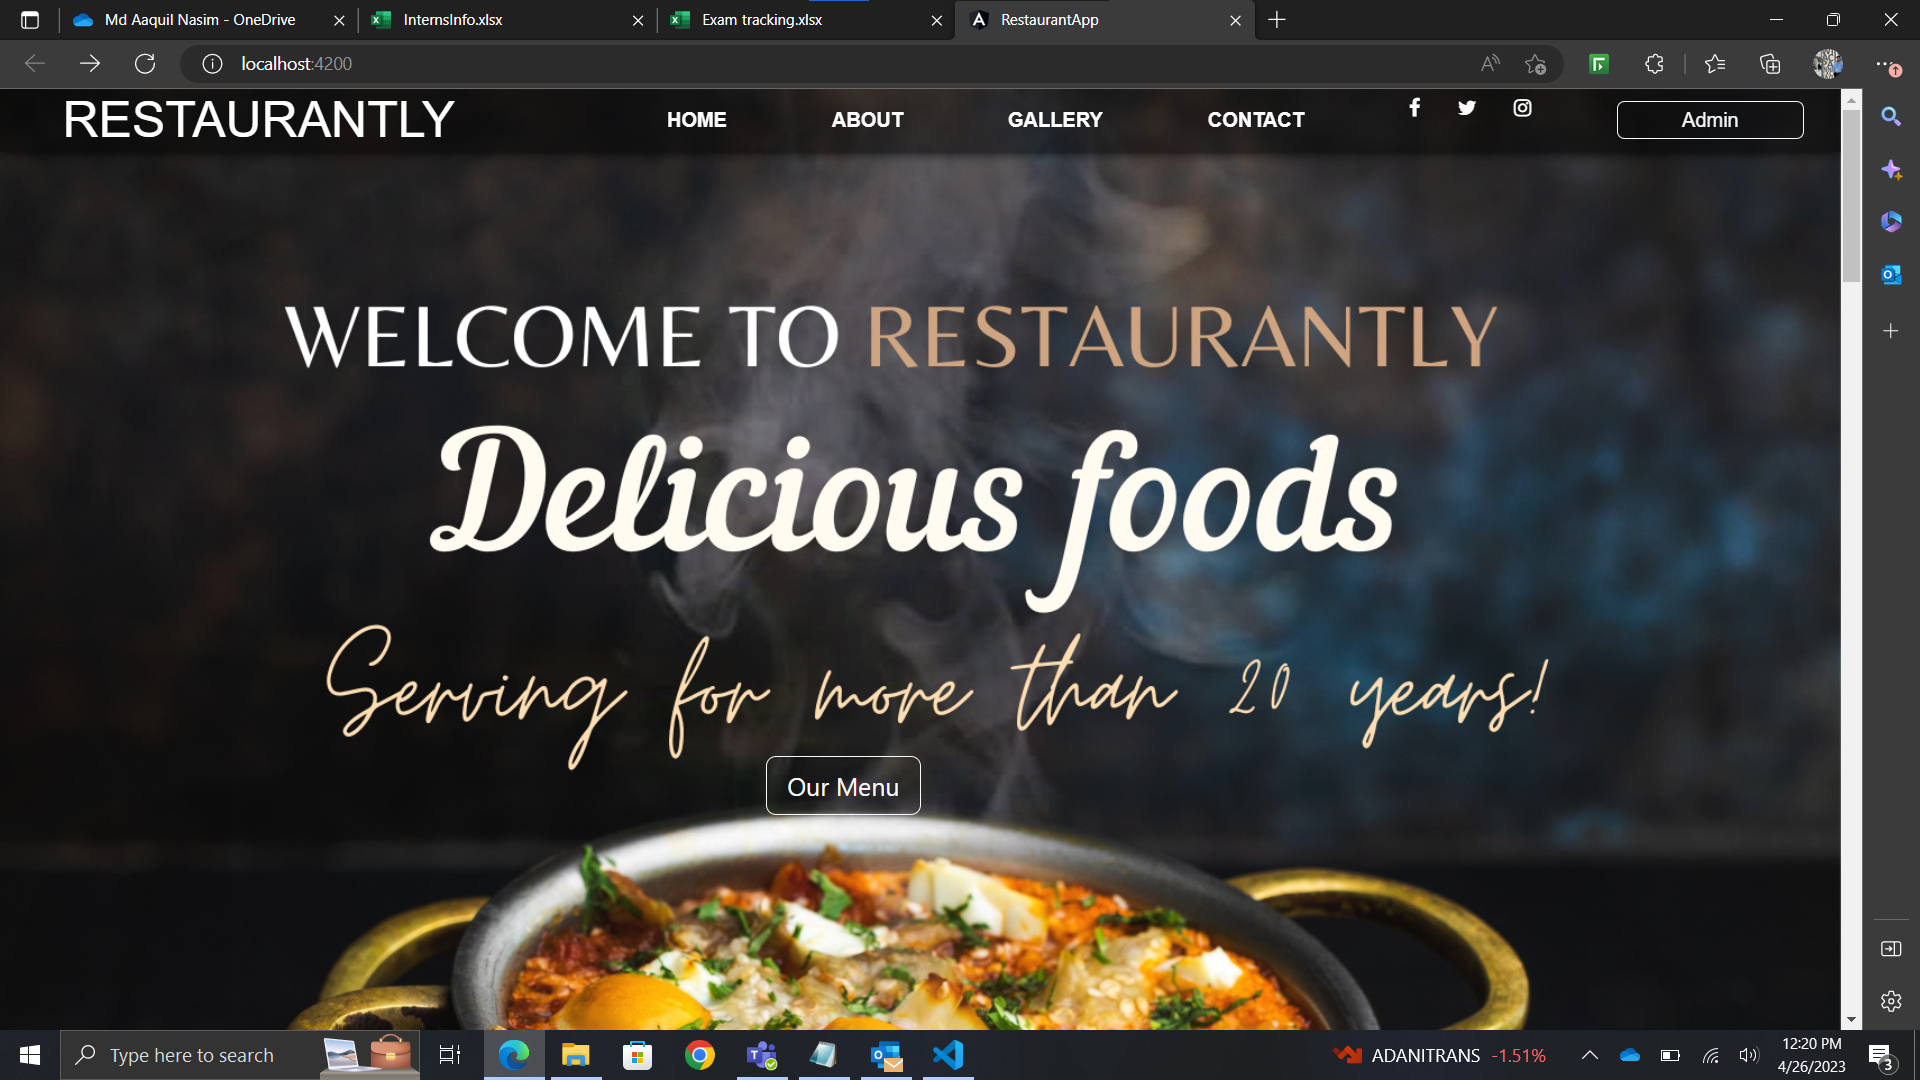 Md Aaquil Nasim - OneDrive
InternsInfo.xlsx
Exam tracking.xlsx
RestaurantApp
localhost:4200
RESTAURANTLY
HOME
ABOUT
GALLERY
CONTACT
Admin
WELCOME TO RESTAURANTLY
Delicious foods
Serving for more than 20 years!
Our Menu
Type here to search
ADANITRANS -1.51%
12:20 PM
4/26/2023
3